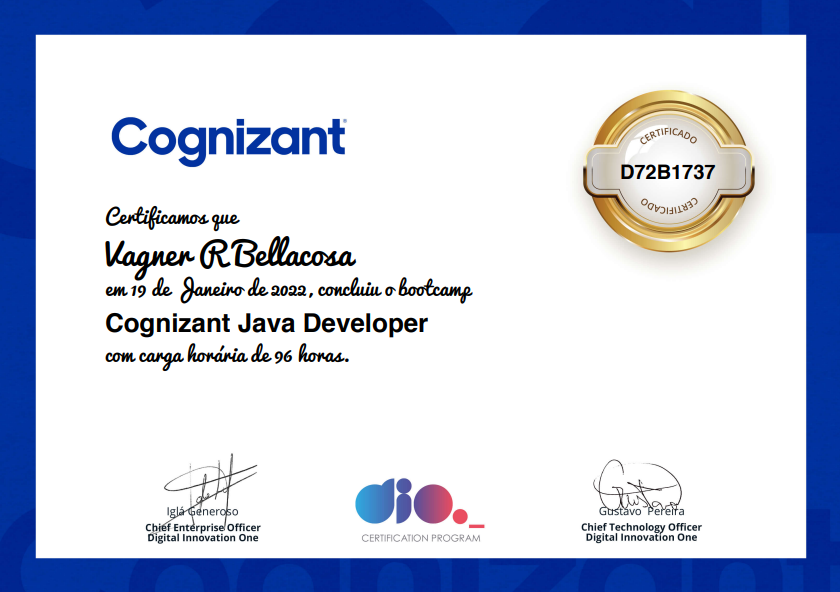 Cognizant
CERTIFICADO
D72B1737
CERTIFICADO
Certificamos que
Vagner R Bellacosa
em 19 de Janeiro de 2022, concluiu o bootcamp
Cognizant Java Developer
com carga horária de 96 horas.
Iglá Generoso
Chief Enterprise Officer
Digital Innovation One
dio._
CERTIFICATION PROGRAM
Gustavo Pereira
Chief Technology Officer
Digital Innovation One